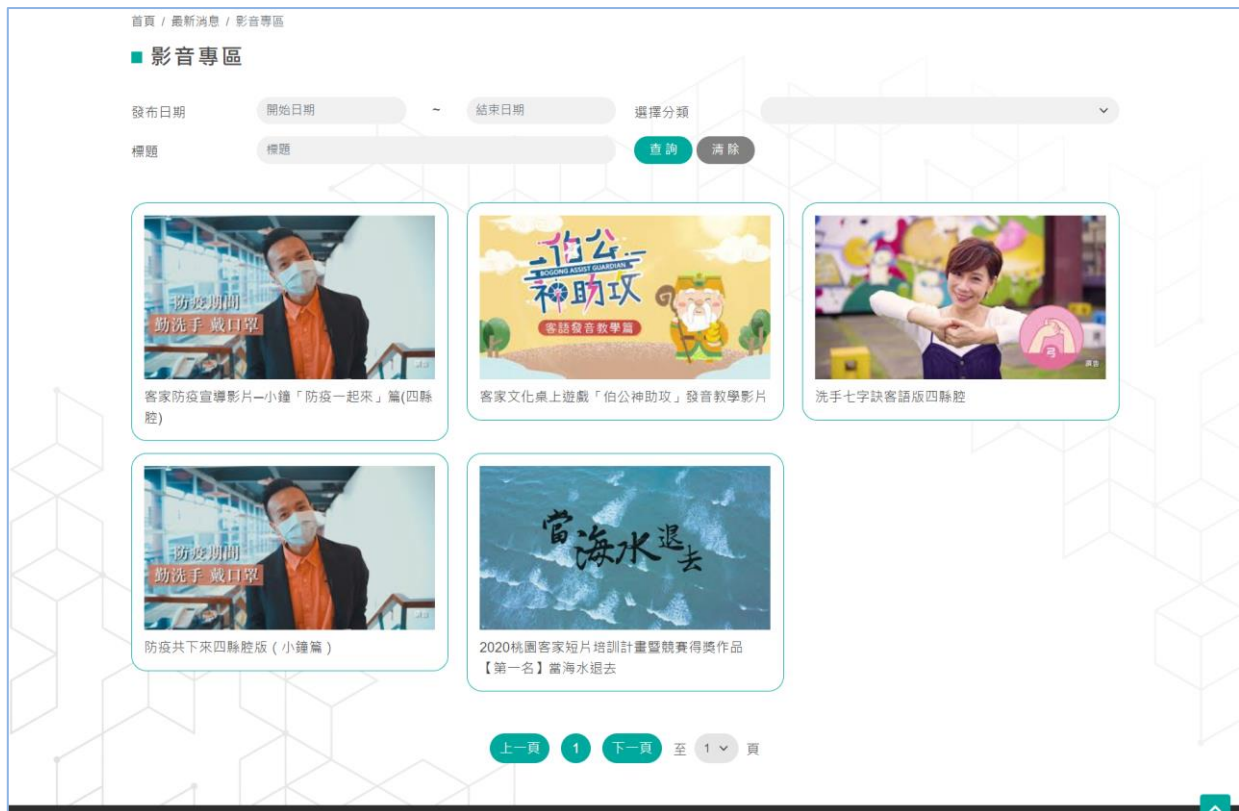 首頁 / 最新消息 / 影音專區
影音專區
發布日期 開始日期 ~ 結束日期 選擇分類
標題 標題 查詢 清除
防疫期間
勤洗手 戴口罩
廣告
客家防疫宣導影片—小鐘「防疫一起來」篇(四縣
腔)
伯公
BOGONG ASSIST GUARDIAN
神助攻
客語發音教學篇
客家文化桌上遊戲「伯公神助攻」發音教學影片
弓
廣告
洗手七字訣客語版四縣腔
防疫期間
勤洗手 戴口罩
廣告
防疫共下來四縣腔版 ( 小鐘篇 )
當海水退去
2020桃園客家短片培訓計畫暨競賽得獎作品
【第一名】當海水退去
上一頁 1 下一頁 至 1 頁